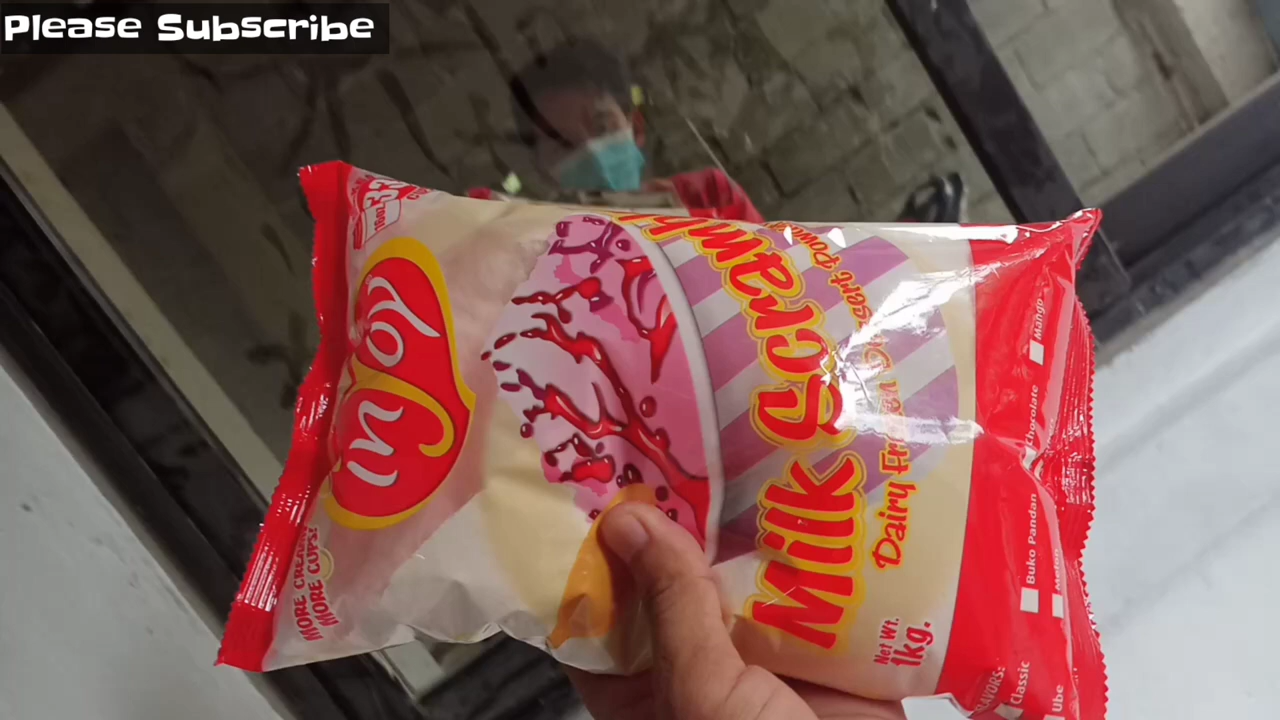 Please Subscribe
inJoy
MORE CREAMY
MORE CUPS!
Milk Scramble
Dairy Frozen Dessert Powder
Net Wt.
1kg.
FLAVORS:
Classic
Buko Pandan
Chocolate
Mango
Ube
Melon